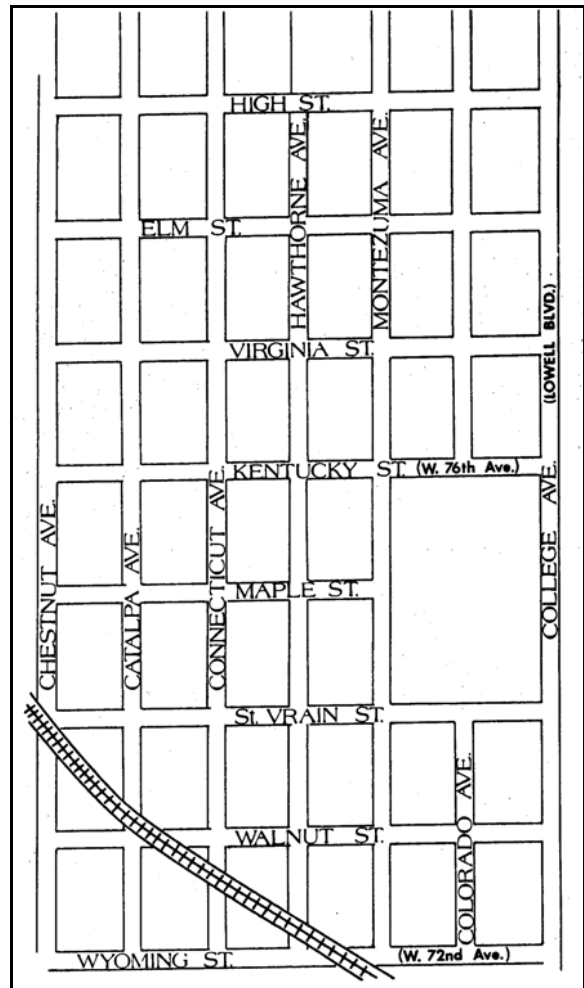 HIGH ST.
HAWTHORNE AVE.
MONTEZUMA AVE.
ELM ST.
(LOWELL BLVD.)
VIRGINIA ST.
KENTUCKY ST. (W. 76th Ave.)
CHESTNUT AVE.
CATALPA AVE.
CONNECTICUT AVE.
COLLEGE AVE.
MAPLE ST.
St. VRAIN ST.
COLORADO AVE.
WALNUT ST.
WYOMING ST.
(W. 72nd Ave.)